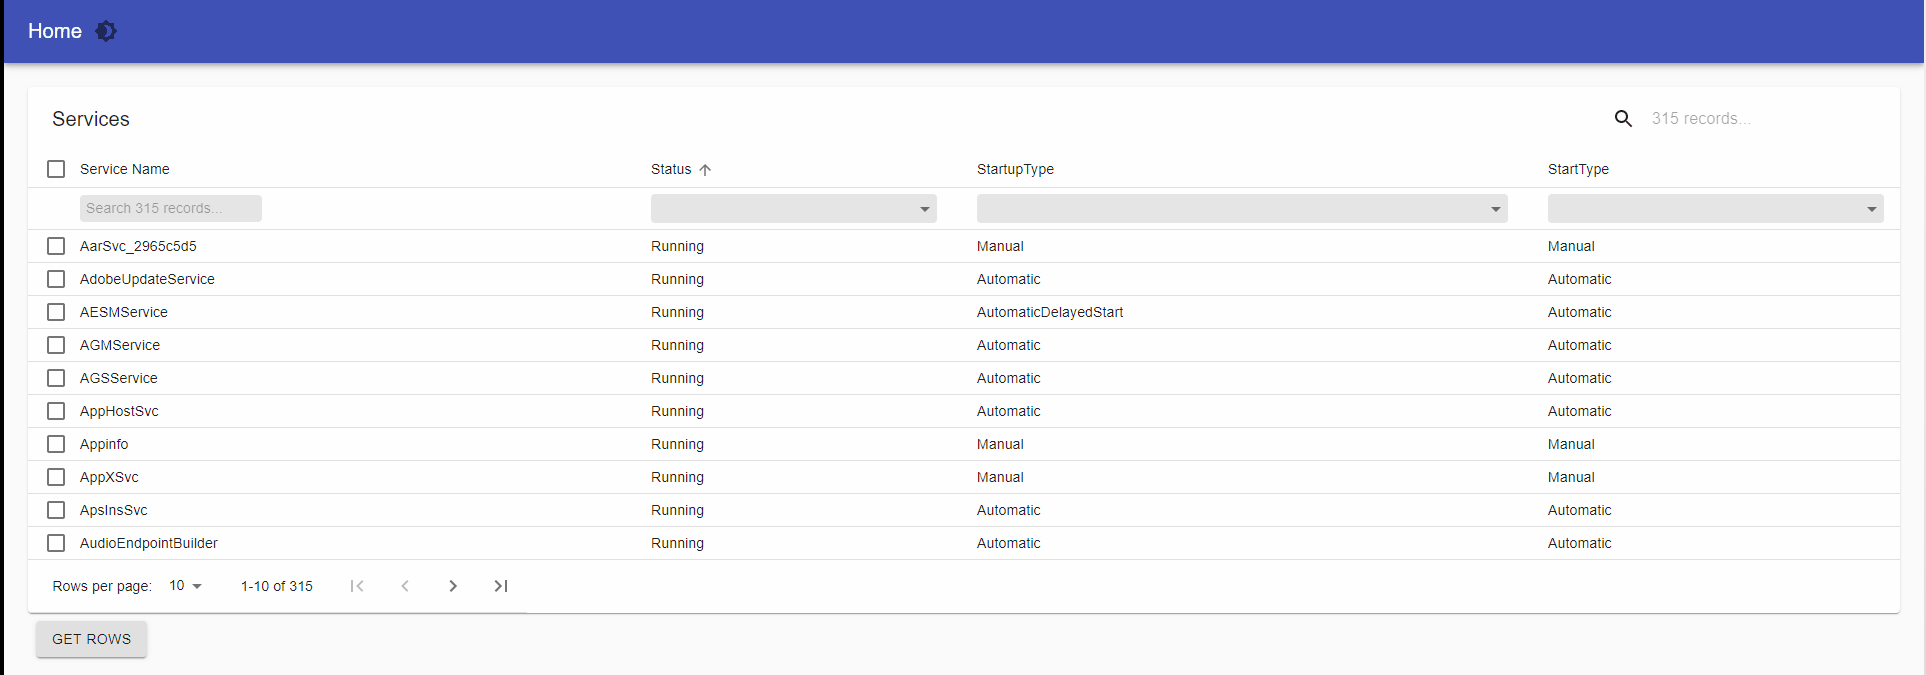 Home
Services 315 records...
Service Name Status StartupType StartType
Search 315 records...
AarSvc_2965c5d5 Running Manual Manual
AdobeUpdateService Running Automatic Automatic
AESMService Running AutomaticDelayedStart Automatic
AGMService Running Automatic Automatic
AGSService Running Automatic Automatic
AppHostSvc Running Automatic Automatic
Appinfo Running Manual Manual
AppXSvc Running Manual Manual
ApsInsSvc Running Automatic Automatic
AudioEndpointBuilder Running Automatic Automatic
Rows per page: 10 1-10 of 315
GET ROWS